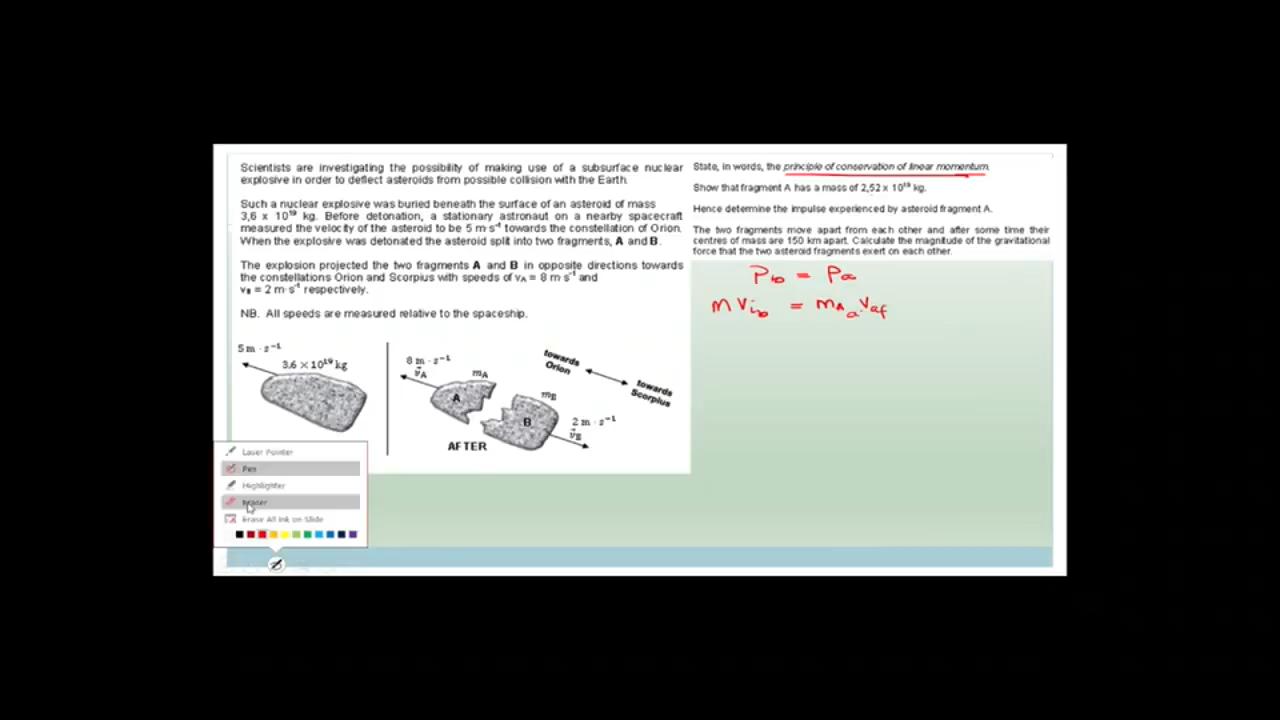 Scientists are investigating the possibility of making use of a subsurface nuclear
explosive in order to deflect asteroids from possible collision with the Earth.
Such a nuclear explosive was buried beneath the surface of an asteroid of mass
3,6 x 10¹⁹ kg. Before detonation, a stationary astronaut on a nearby spacecraft
measured the velocity of the asteroid to be 5 m·s⁻¹ towards the constellation of Orion.
When the explosive was detonated the asteroid split into two fragments, A and B.
The explosion projected the two fragments A and B in opposite directions towards
the constellations Orion and Scorpius with speeds of vA = 8 m s⁻¹ and
vB = 2 m·s⁻¹ respectively.
NB. All speeds are measured relative to the spaceship.
5 m · s⁻¹
3.6 × 10¹⁹ kg
8 m · s⁻¹
v⃗A
mA
A
mB
B
2 m · s⁻¹
v⃗B
AFTER
towards
Orion
towards
Scorpius
State, in words, the principle of conservation of linear momentum.
Show that fragment A has a mass of 2,52 x 10¹⁹ kg.
Hence determine the impulse experienced by asteroid fragment A.
The two fragments move apart from each other and after some time their
centres of mass are 150 km apart. Calculate the magnitude of the gravitational
force that the two asteroid fragments exert on each other.
=
m = mA
Laser Pointer
Pen
Highlighter
Eraser
Erase All Ink on Slide